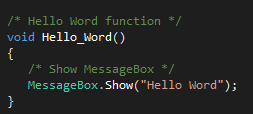 /* Hello Word function */
void Hello_Word()
{
/* Show MessageBox */
MessageBox.Show("Hello Word");
}